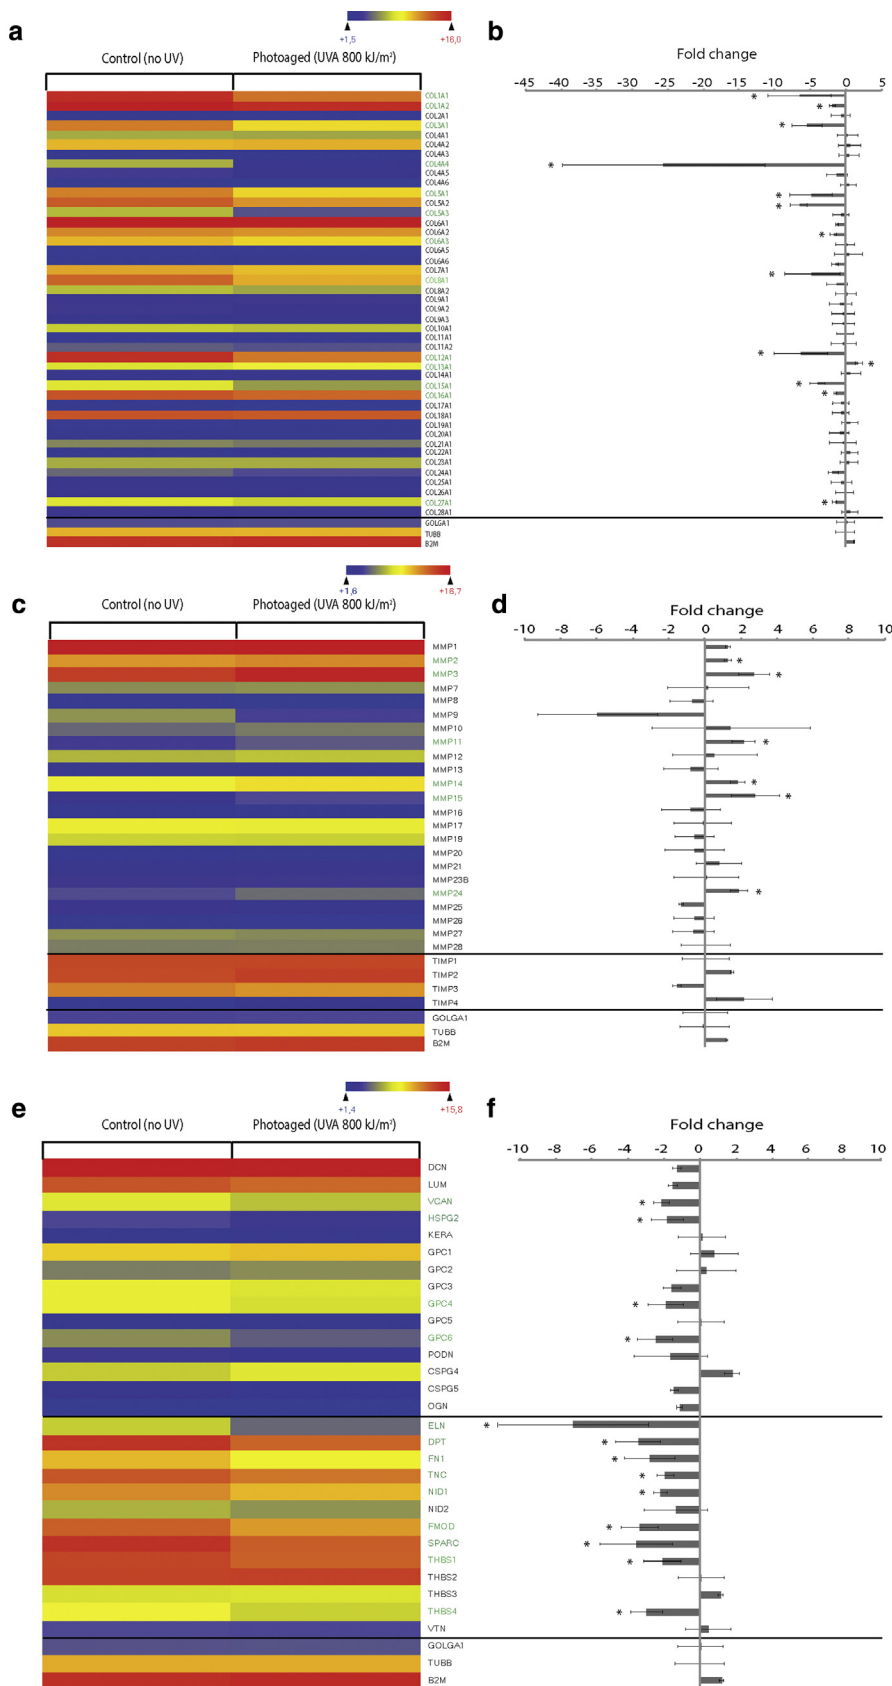 a
+1,5
+16,0
Control (no UV)
Photoaged (UVA 800 kJ/m²)
COL1A1
COL1A2
COL2A1
COL3A1
COL4A1
COL4A2
COL4A3
COL4A4
COL4A5
COL4A6
COL5A1
COL5A2
COL5A3
COL6A1
COL6A2
COL6A3
COL6A5
COL6A6
COL7A1
COL8A1
COL8A2
COL9A1
COL9A2
COL9A3
COL10A1
COL11A1
COL11A2
COL12A1
COL13A1
COL14A1
COL15A1
COL16A1
COL17A1
COL18A1
COL19A1
COL20A1
COL21A1
COL22A1
COL23A1
COL24A1
COL25A1
COL26A1
COL27A1
COL28A1
GOLGA1
TUBB
B2M
b
Fold change
-45 -40 -35 -30 -25 -20 -15 -10 -5 0 5
* * * * * * * * * * * * *
c
+1,6
+16,7
Control (no UV)
Photoaged (UVA 800 kJ/m²)
MMP1
MMP2
MMP3
MMP7
MMP8
MMP9
MMP10
MMP11
MMP12
MMP13
MMP14
MMP15
MMP16
MMP17
MMP19
MMP20
MMP21
MMP23B
MMP24
MMP25
MMP26
MMP27
MMP28
TIMP1
TIMP2
TIMP3
TIMP4
GOLGA1
TUBB
B2M
d
Fold change
-10 -8 -6 -4 -2 0 2 4 6 8 10
* * * * * *
e
+1,4
+15,8
Control (no UV)
Photoaged (UVA 800 kJ/m²)
DCN
LUM
VCAN
HSPG2
KERA
GPC1
GPC2
GPC3
GPC4
GPC5
GPC6
PODN
CSPG4
CSPG5
OGN
ELN
DPT
FN1
TNC
NID1
NID2
FMOD
SPARC
THBS1
THBS2
THBS3
THBS4
VTN
GOLGA1
TUBB
B2M
f
Fold change
-10 -8 -6 -4 -2 0 2 4 6 8 10
* * * * * * * * * * * * *